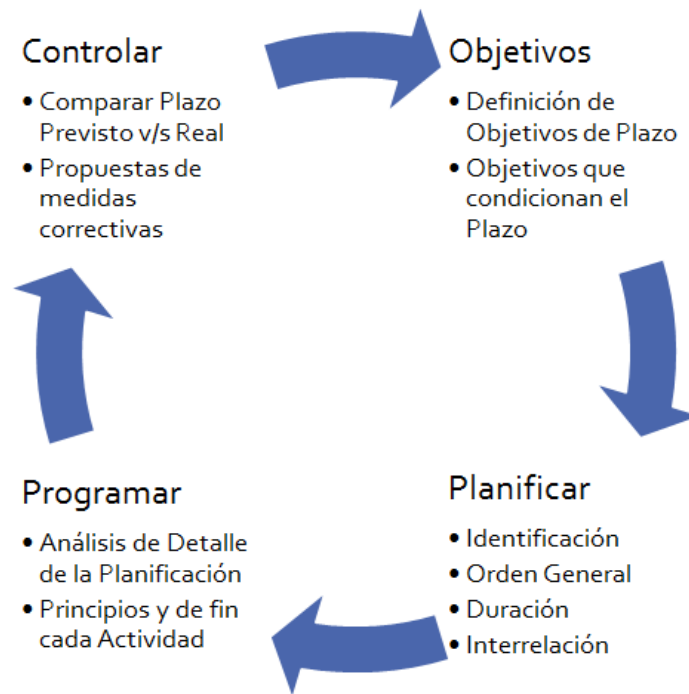 Controlar
• Comparar Plazo
Previsto v/s Real
• Propuestas de
medidas
correctivas
Objetivos
• Definición de
Objetivos de Plazo
• Objetivos que
condicionan el
Plazo
Programar
• Análisis de Detalle
de la Planificación
• Principios y de fin
cada Actividad
Planificar
• Identificación
• Orden General
• Duración
• Interrelación